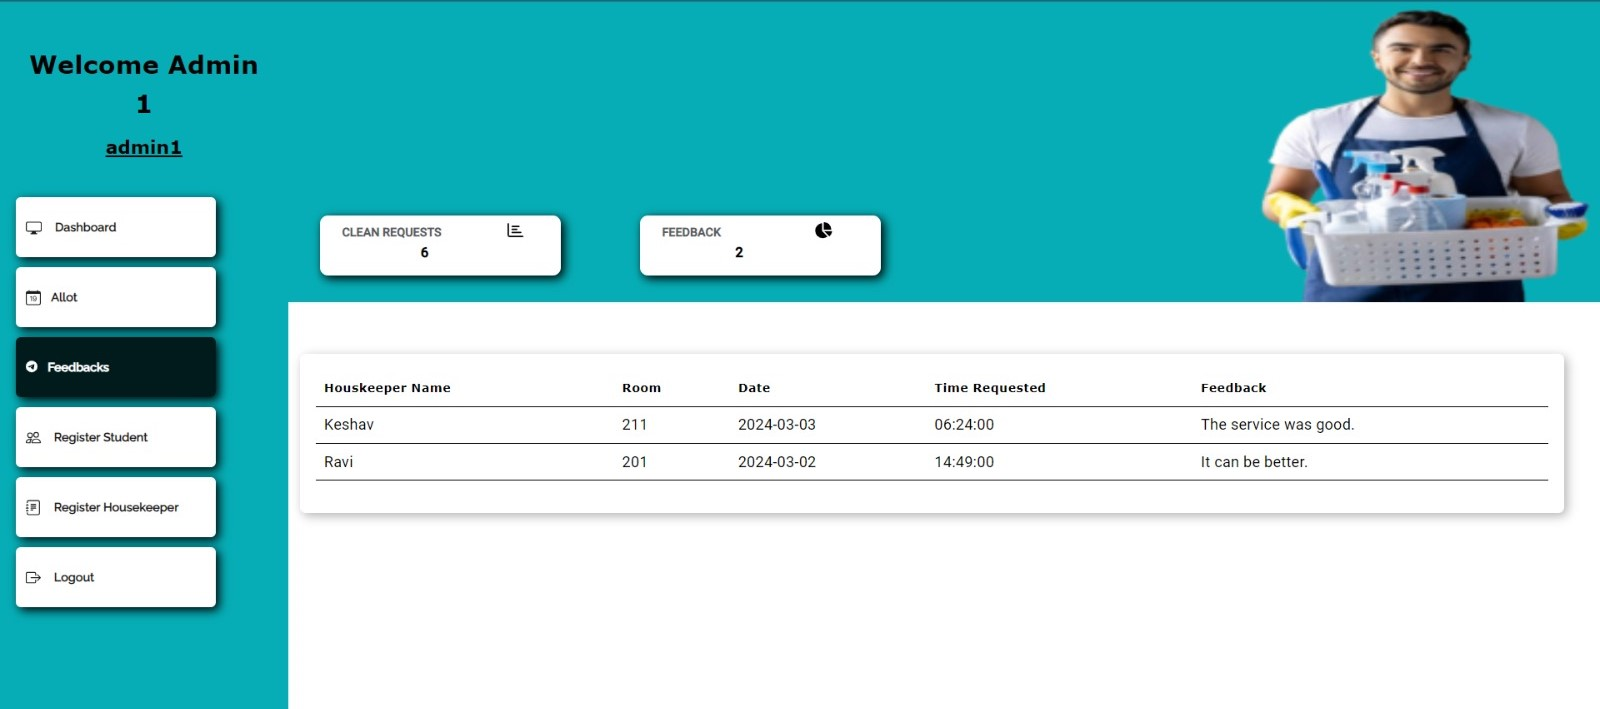 Welcome Admin
1
admin1
Dashboard
Allot
Feedbacks
Register Student
Register Housekeeper
Logout
CLEAN REQUESTS
6
FEEDBACK
2
Houskeeper Name Room Date Time Requested Feedback
Keshav 211 2024-03-03 06:24:00 The service was good.
Ravi 201 2024-03-02 14:49:00 It can be better.